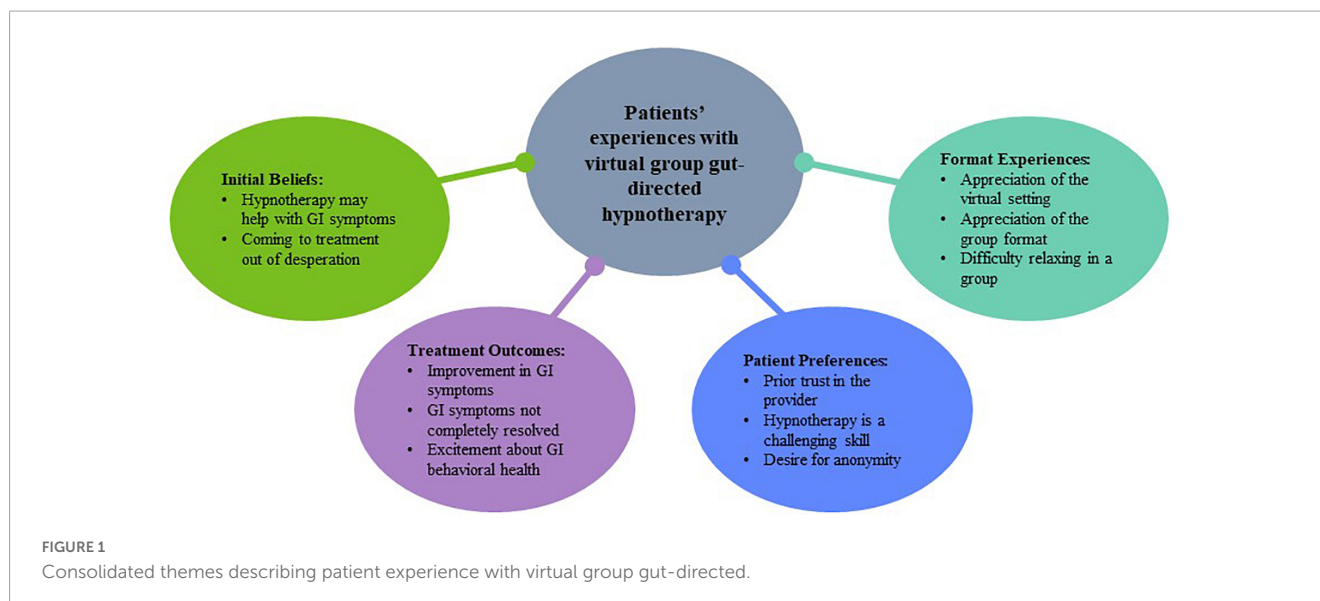 Patients'
experiences with
virtual group gut-
directed
hypnotherapy
Initial Beliefs:
• Hypnotherapy may
help with GI symptoms
• Coming to treatment
out of desperation
Format Experiences:
• Appreciation of the
virtual setting
• Appreciation of the
group format
• Difficulty relaxing in a
group
Treatment Outcomes:
• Improvement in GI
symptoms
• GI symptoms not
completely resolved
• Excitement about GI
behavioral health
Patient Preferences:
• Prior trust in the
provider
• Hypnotherapy is a
challenging skill
• Desire for anonymity
FIGURE 1
Consolidated themes describing patient experience with virtual group gut-directed.